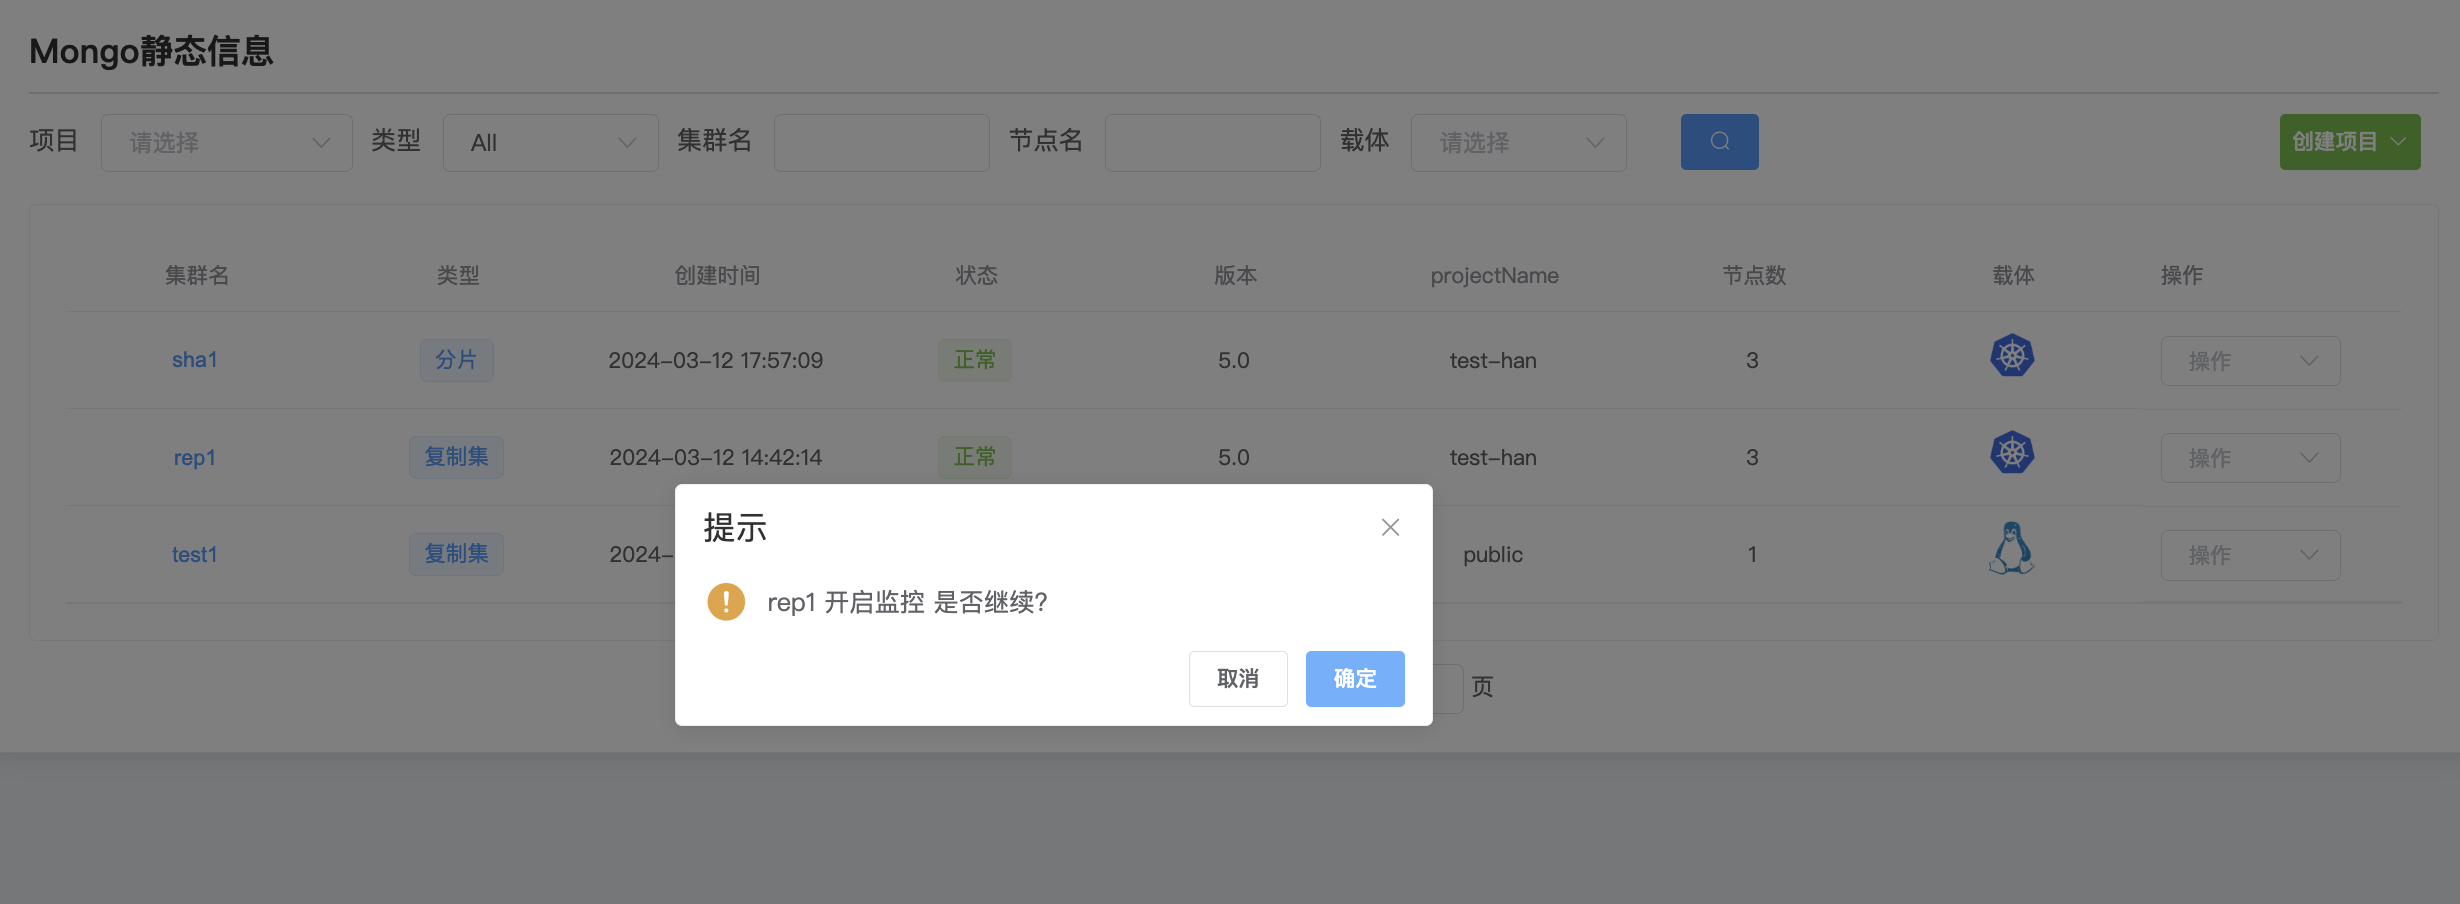 Mongo静态信息
项目 请选择 类型 All 集群名 节点名 载体 请选择 创建项目
集群名 类型 创建时间 状态 版本 projectName 节点数 载体 操作
sha1 分片 2024-03-12 17:57:09 正常 5.0 test-han 3 操作
rep1 复制集 2024-03-12 14:42:14 正常 5.0 test-han 3 操作
test1 复制集 2024- public 1 操作
提示
rep1 开启监控 是否继续?
取消 确定
页